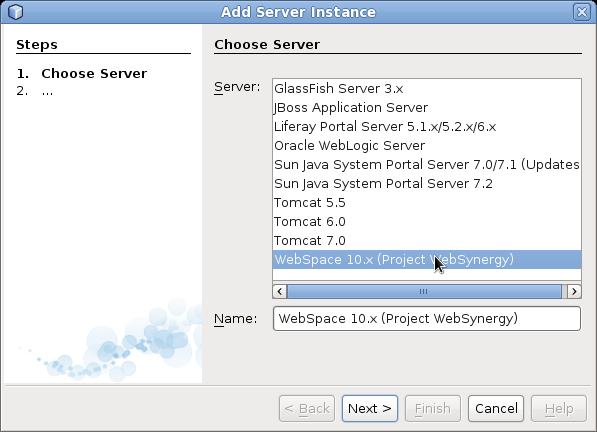 Add Server Instance
Steps
1. Choose Server
2. ...
Choose Server
Server:
GlassFish Server 3.x
JBoss Application Server
Liferay Portal Server 5.1.x/5.2.x/6.x
Oracle WebLogic Server
Sun Java System Portal Server 7.0/7.1 (Updates
Sun Java System Portal Server 7.2
Tomcat 5.5
Tomcat 6.0
Tomcat 7.0
WebSpace 10.x (Project WebSynergy)
Name: WebSpace 10.x (Project WebSynergy)
< Back Next > Finish Cancel Help